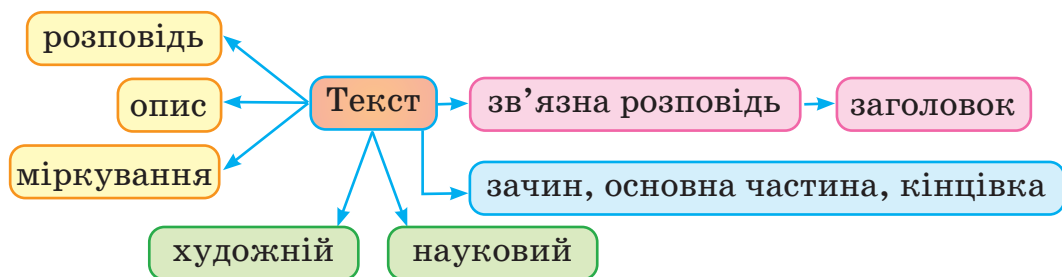 розповідь
опис
міркування
Текст
зв’язна розповідь
заголовок
зачин, основна частина, кінцівка
художній
науковий